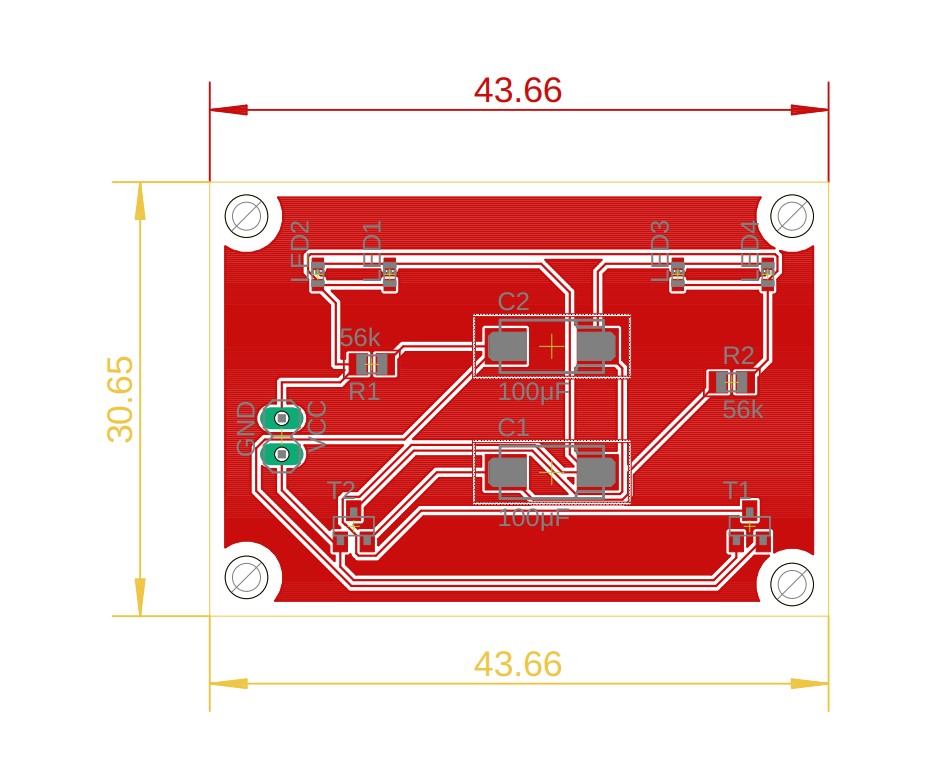 43.66
LED2
LED1
LED3
LED4
C2
56k
R1
100µF
R2
56k
30.65
GND
VCC
C1
T2
T1
100µF
43.66